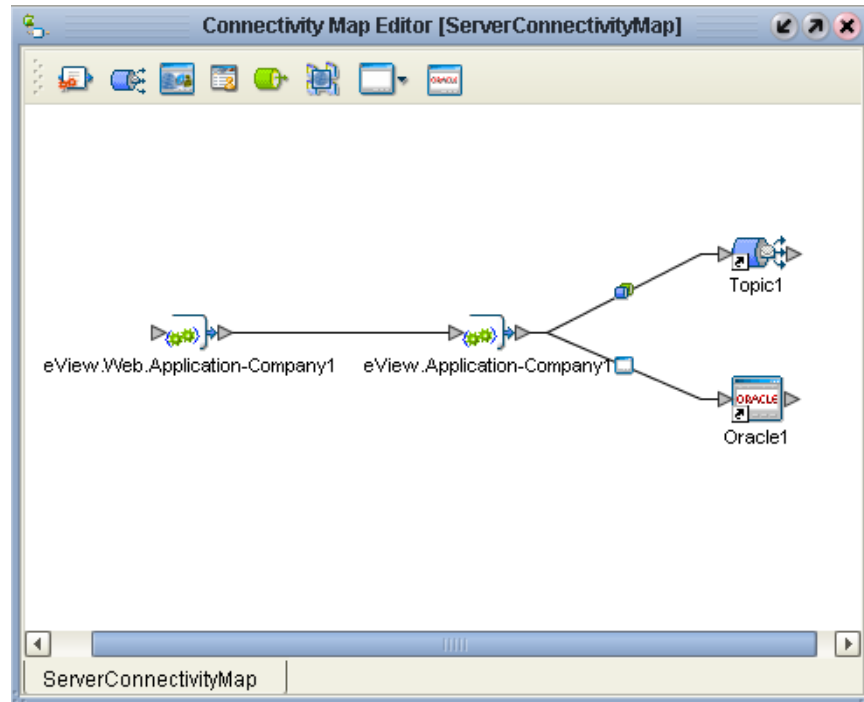 Connectivity Map Editor [ServerConnectivityMap]
ORACLE
Topic1
eView.Web.Application-Company1
eView.Application-Company1
ORACLE
Oracle1
ServerConnectivityMap